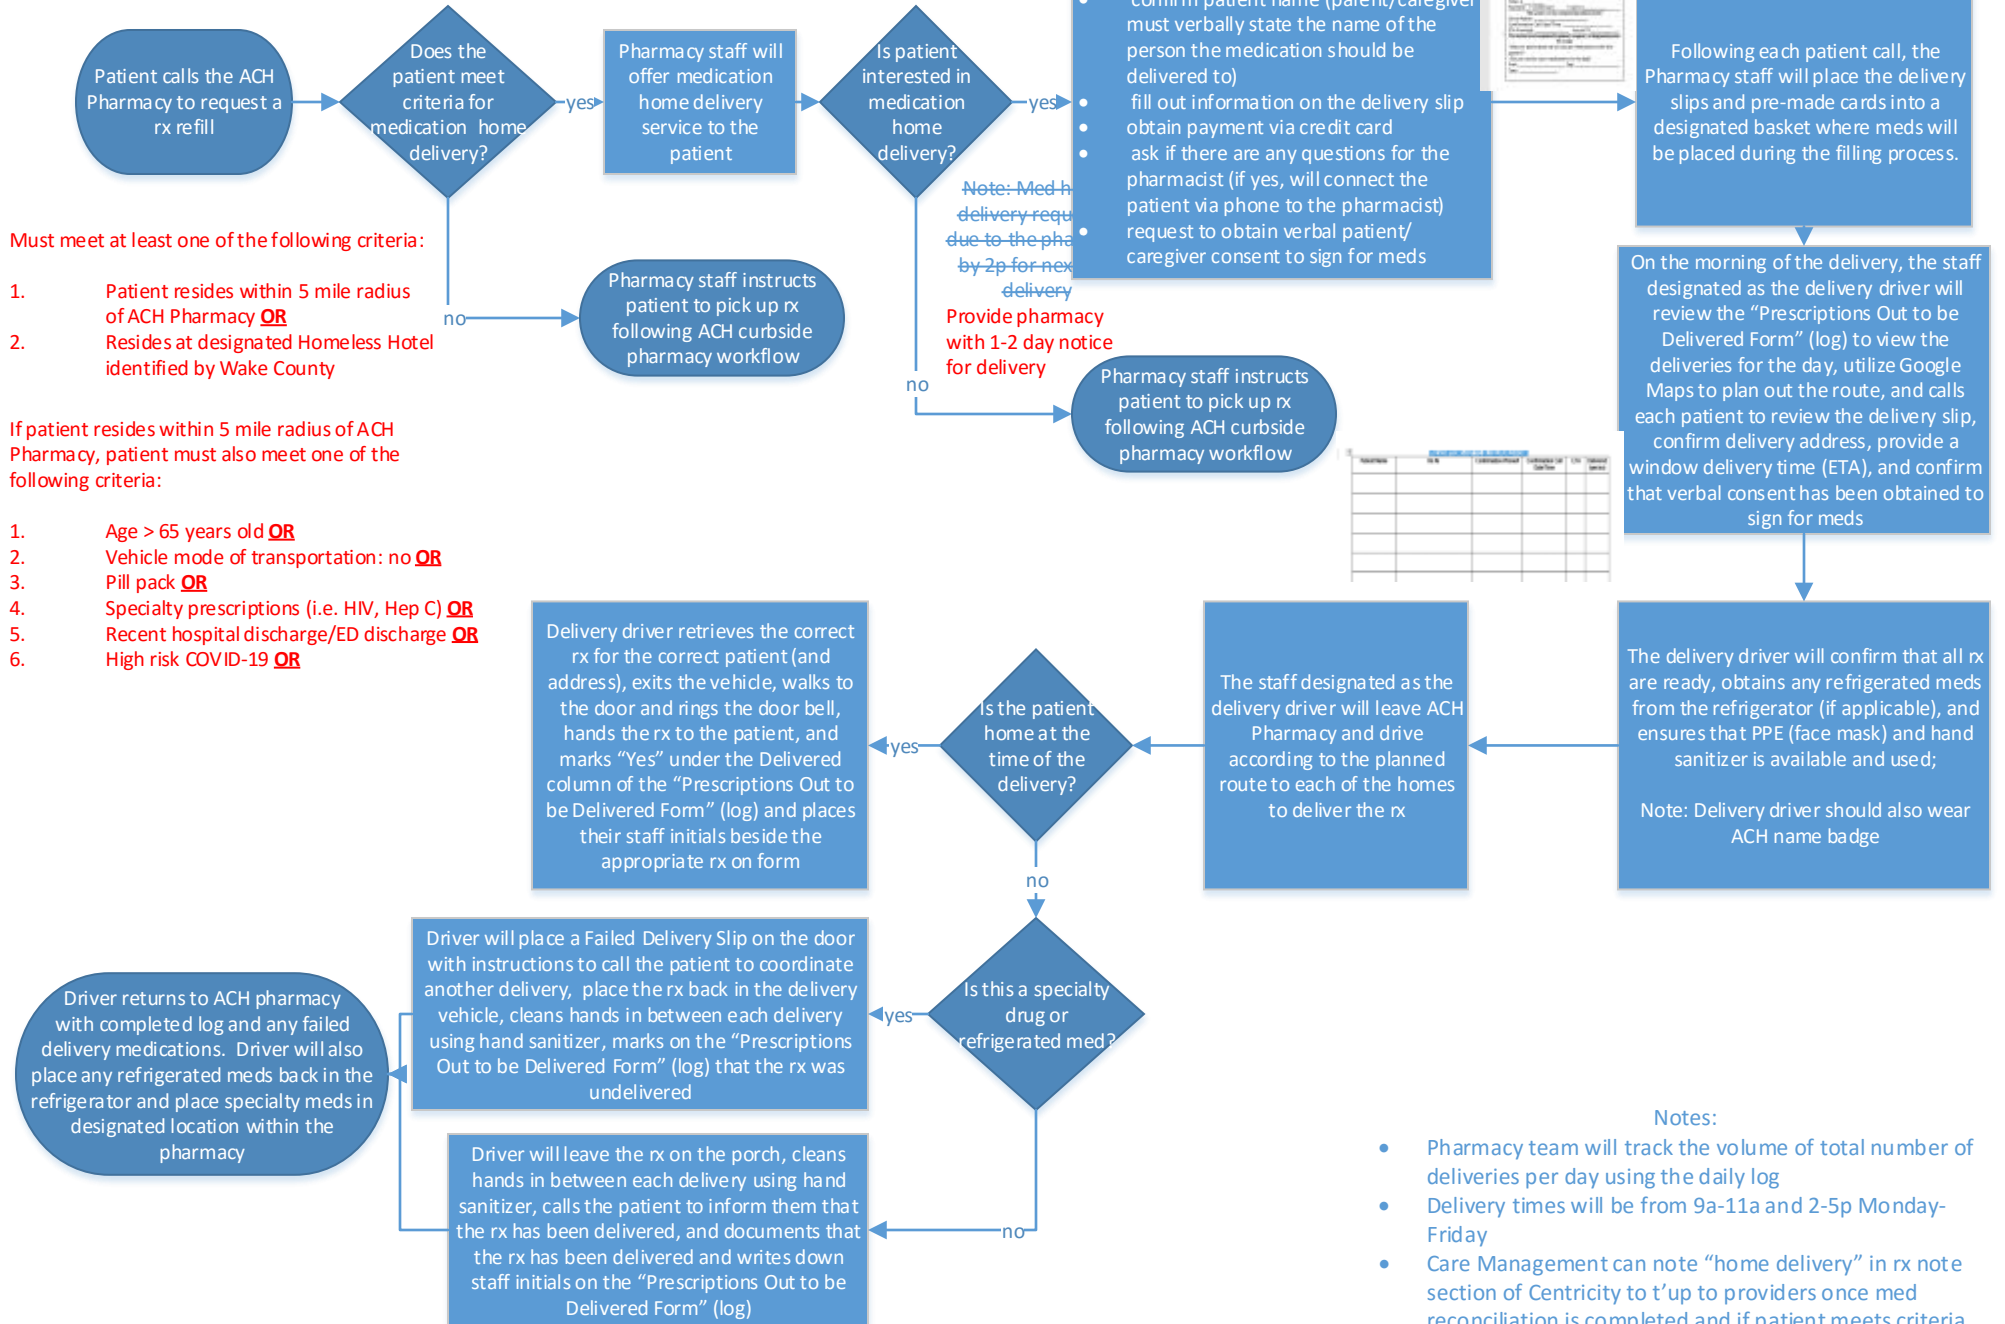 Patient calls the ACH
Pharmacy to request a
rx refill
Does the
patient meet
criteria for
medication home
delivery?
yes
no
Pharmacy staff will
offer medication
home delivery
service to the
patient
Is patient
interested in
medication
home
delivery?
yes
no
• confirm patient name (parent/caregiver
must verbally state the name of the
person the medication should be
delivered to)
• fill out information on the delivery slip
• obtain payment via credit card
• ask if there are any questions for the
pharmacist (if yes, will connect the
patient via phone to the pharmacist)
• request to obtain verbal patient/
caregiver consent to sign for meds
Following each patient call, the
Pharmacy staff will place the delivery
slips and pre-made cards into a
designated basket where meds will
be placed during the filling process.
Note: Med h
delivery requ
due to the pha
by 2p for nex
delivery
Provide pharmacy
with 1-2 day notice
for delivery
Must meet at least one of the following criteria:
1. Patient resides within 5 mile radius
of ACH Pharmacy OR
2. Resides at designated Homeless Hotel
identified by Wake County
If patient resides within 5 mile radius of ACH
Pharmacy, patient must also meet one of the
following criteria:
1. Age > 65 years old OR
2. Vehicle mode of transportation: no OR
3. Pill pack OR
4. Specialty prescriptions (i.e. HIV, Hep C) OR
5. Recent hospital discharge/ED discharge OR
6. High risk COVID-19 OR
Pharmacy staff instructs
patient to pick up rx
following ACH curbside
pharmacy workflow
Pharmacy staff instructs
patient to pick up rx
following ACH curbside
pharmacy workflow
On the morning of the delivery, the staff
designated as the delivery driver will
review the “Prescriptions Out to be
Delivered Form” (log) to view the
deliveries for the day, utilize Google
Maps to plan out the route, and calls
each patient to review the delivery slip,
confirm delivery address, provide a
window delivery time (ETA), and confirm
that verbal consent has been obtained to
sign for meds
The delivery driver will confirm that all rx
are ready, obtains any refrigerated meds
from the refrigerator (if applicable), and
ensures that PPE (face mask) and hand
sanitizer is available and used;
Note: Delivery driver should also wear
ACH name badge
The staff designated as the
delivery driver will leave ACH
Pharmacy and drive
according to the planned
route to each of the homes
to deliver the rx
Is the patient
home at the
time of the
delivery?
yes
no
Delivery driver retrieves the correct
rx for the correct patient (and
address), exits the vehicle, walks to
the door and rings the door bell,
hands the rx to the patient, and
marks “Yes” under the Delivered
column of the “Prescriptions Out to
be Delivered Form” (log) and places
their staff initials beside the
appropriate rx on form
Is this a specialty
drug or
refrigerated med?
yes
no
Driver will place a Failed Delivery Slip on the door
with instructions to call the patient to coordinate
another delivery, place the rx back in the delivery
vehicle, cleans hands in between each delivery
using hand sanitizer, marks on the “Prescriptions
Out to be Delivered Form” (log) that the rx was
undelivered
Driver will leave the rx on the porch, cleans
hands in between each delivery using hand
sanitizer, calls the patient to inform them that
the rx has been delivered, and documents that
the rx has been delivered and writes down
staff initials on the “Prescriptions Out to be
Delivered Form” (log)
Driver returns to ACH pharmacy
with completed log and any failed
delivery medications. Driver will also
place any refrigerated meds back in the
refrigerator and place specialty meds in
designated location within the
pharmacy
Notes:
• Pharmacy team will track the volume of total number of
deliveries per day using the daily log
• Delivery times will be from 9a-11a and 2-5p Monday-
Friday
• Care Management can note “home delivery” in rx note
section of Centricity to t’up to providers once med
reconciliation is completed and if patient meets criteria